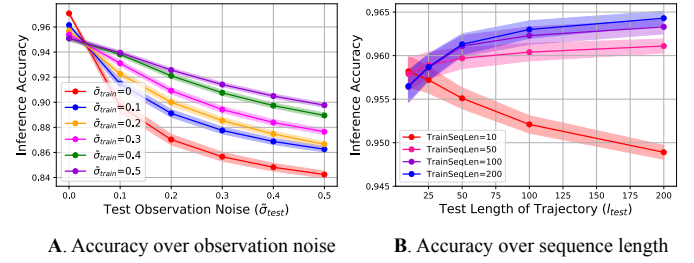 0.96
0.94
0.92
0.90
0.88
0.86
0.84
Inference Accuracy
σ̃train=0
σ̃train=0.1
σ̃train=0.2
σ̃train=0.3
σ̃train=0.4
σ̃train=0.5
0.0 0.1 0.2 0.3 0.4 0.5
Test Observation Noise (σ̃test)
A. Accuracy over observation noise
0.965
0.960
0.955
0.950
0.945
Inference Accuracy
TrainSeqLen=10
TrainSeqLen=50
TrainSeqLen=100
TrainSeqLen=200
25 50 75 100 125 150 175 200
Test Length of Trajectory (ltest)
B. Accuracy over sequence length